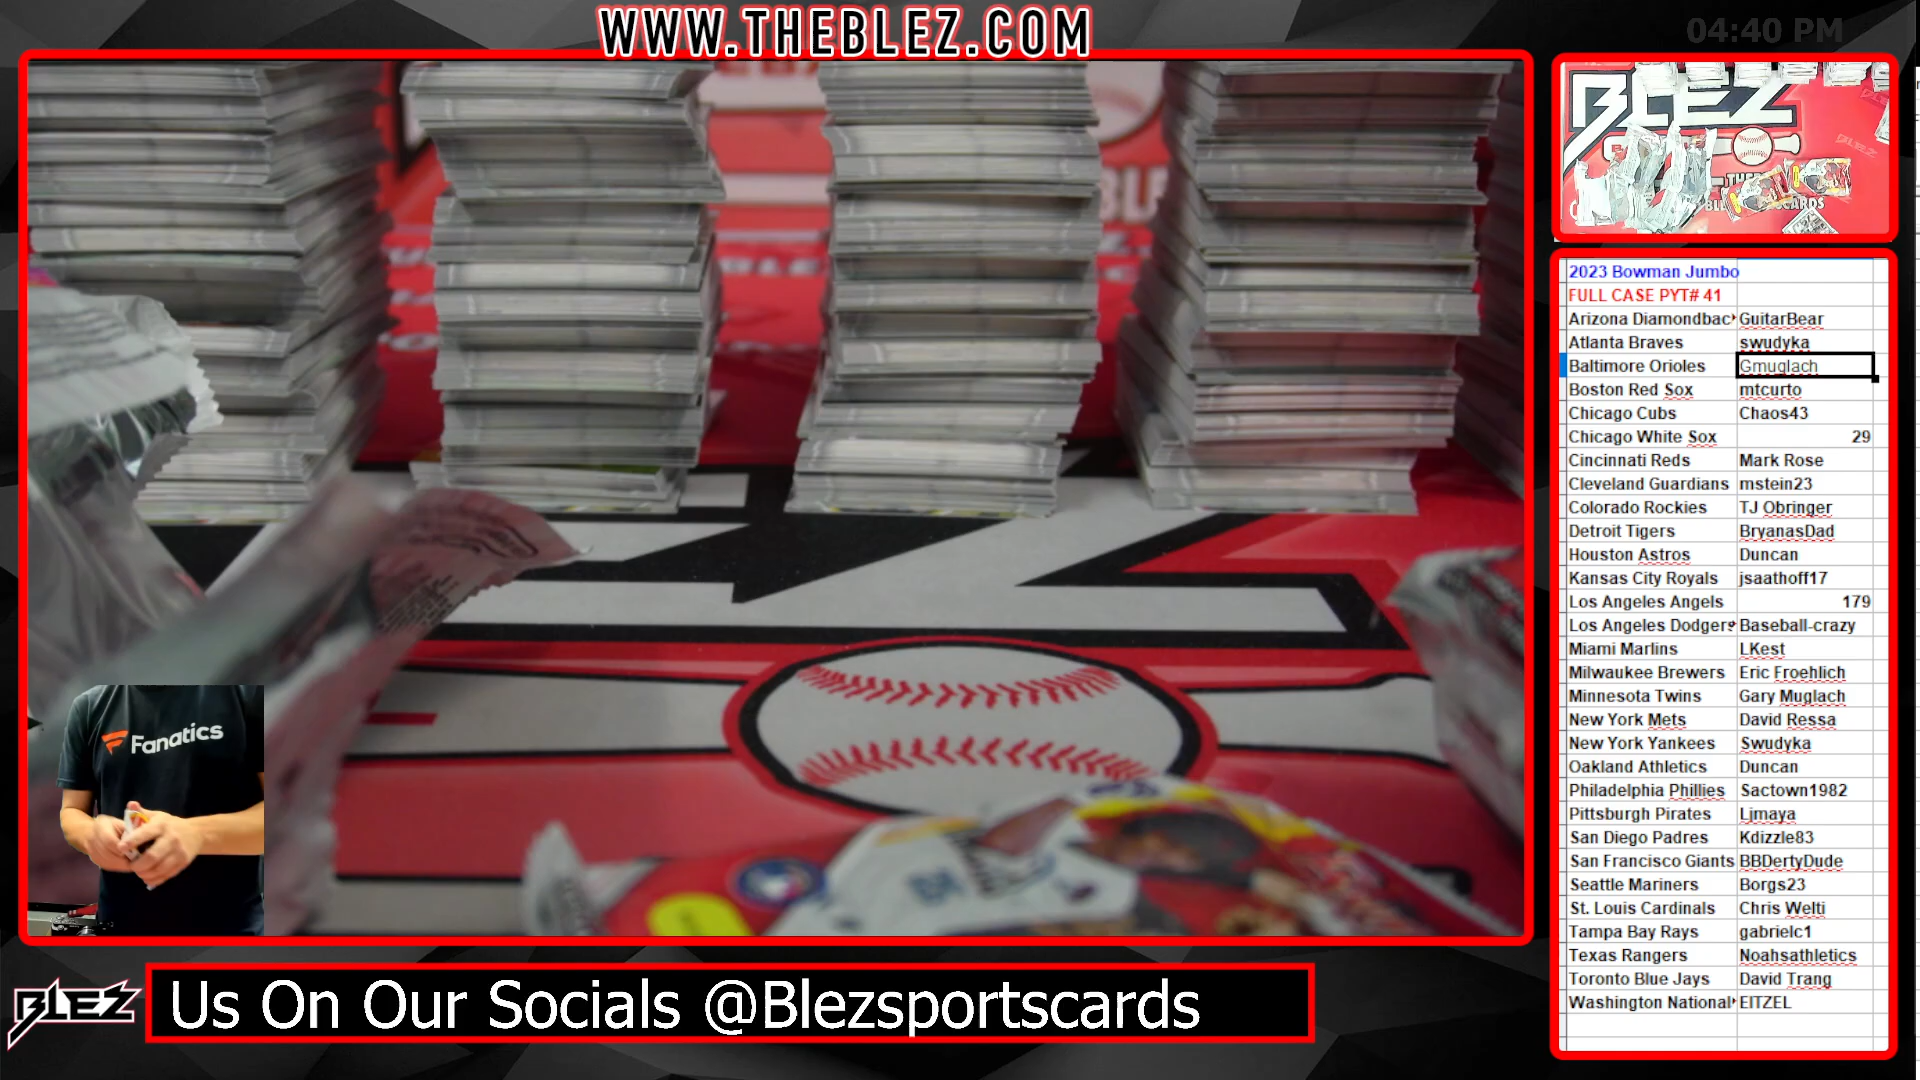 WWW.THEBLEZ.COM
04:40 PM
BLEZ
CARDS
2023 Bowman Jumbo
FULL CASE PYT# 41
Arizona Diamondbac GuitarBear
Atlanta Braves swudyka
Baltimore Orioles Gmuglach
Boston Red Sox mtcurto
Chicago Cubs Chaos43
Chicago White Sox 29
Cincinnati Reds Mark Rose
Cleveland Guardians mstein23
Colorado Rockies TJ Obringer
Detroit Tigers BryanasDad
Houston Astros Duncan
Kansas City Royals jsaathoff17
Los Angeles Angels 179
Los Angeles Dodgers Baseball-crazy
Miami Marlins LKest
Milwaukee Brewers Eric Froehlich
Minnesota Twins Gary Muglach
New York Mets David Ressa
New York Yankees Swudyka
Oakland Athletics Duncan
Philadelphia Phillies Sactown1982
Pittsburgh Pirates Ljmaya
San Diego Padres Kdizzle83
San Francisco Giants BBDertyDude
Seattle Mariners Borgs23
St. Louis Cardinals Chris Welti
Tampa Bay Rays gabrielc1
Texas Rangers Noahsathletics
Toronto Blue Jays David Trang
Washington National EITZEL
Fanatics
BLEZ
Us On Our Socials @Blezsportscards